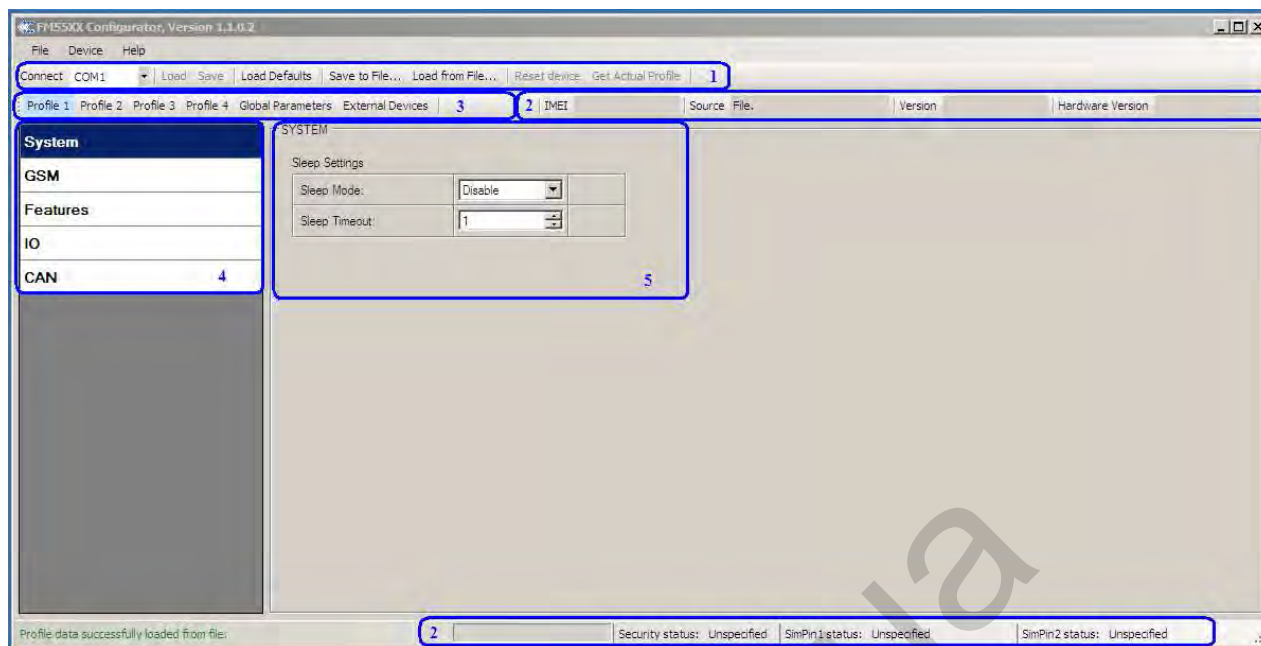 FM55XX Configurator, Version 1.1.0.2
File Device Help
Connect COM1 Load Save Load Defaults Save to File... Load from File... Reset device Get Actual Profile 1
Profile 1 Profile 2 Profile 3 Profile 4 Global Parameters External Devices 3 2 IMEI Source File. Version Hardware Version
System
GSM
Features
IO
CAN 4
SYSTEM
Sleep Settings
Sleep Mode: Disable
Sleep Timeout: 1
5
Profile data successfully loaded from file: 2 Security status: Unspecified SimPin1 status: Unspecified SimPin2 status: Unspecified